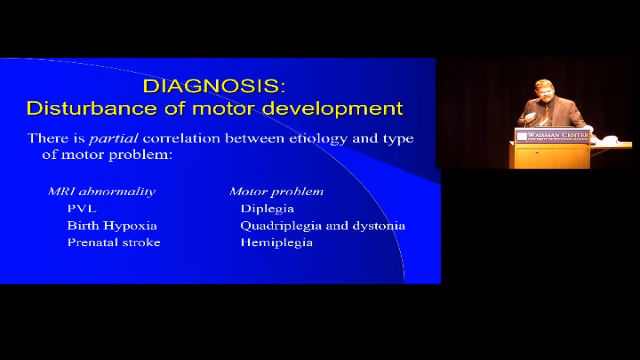 DIAGNOSIS:
Disturbance of motor development
There is partial correlation between etiology and type
of motor problem:
MRI abnormality Motor problem
PVL Diplegia
Birth Hypoxia Quadriplegia and dystonia
Prenatal stroke Hemiplegia
WAISMAN CENTER